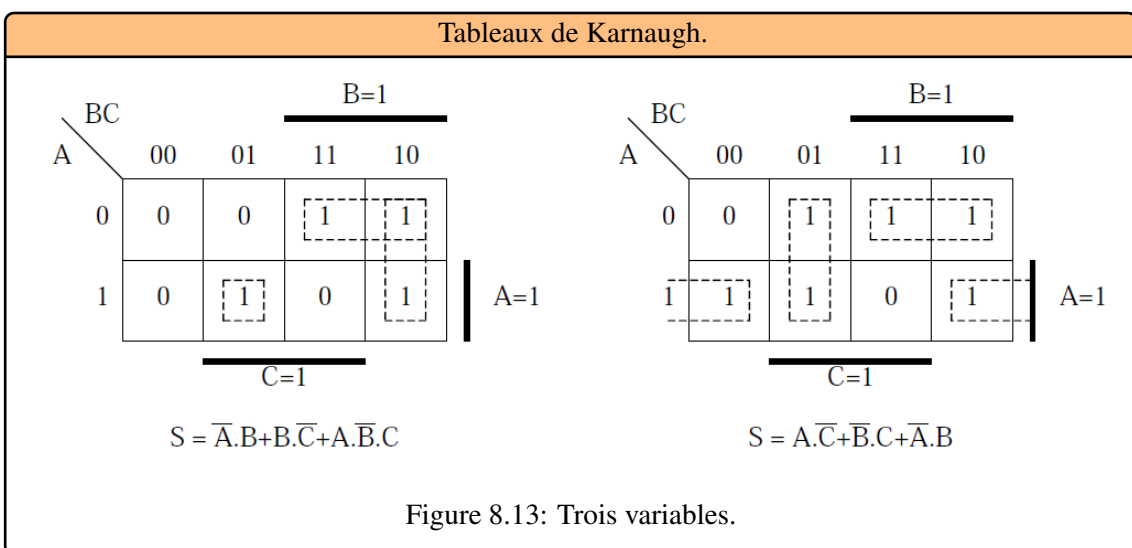 Tableaux de Karnaugh.
B=1
BC
A
00 01 11 10
0 0 0 1 1
1 0 1 0 1
A=1
C=1
S = A̅.B+B.C̅+A.B̅.C
B=1
BC
A
00 01 11 10
0 0 1 1 1
1 1 1 0 1
A=1
C=1
S = A.C̅+B̅.C+A̅.B
Figure 8.13: Trois variables.